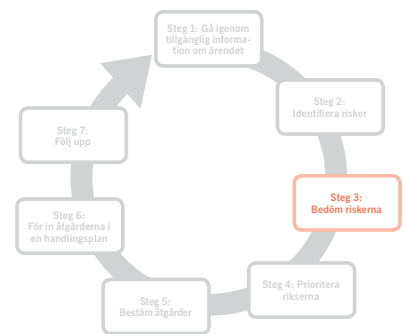 Steg 1: Gå igenom
tillgänglig informa-
tion om ärendet
Steg 2:
Identifiera risker
Steg 3:
Bedöm riskerna
Steg 4: Prioritera
rikserna
Steg 5:
Bestäm åtgärder
Steg 6:
För in åtgärderna i
en handlingsplan
Steg 7:
Följ upp